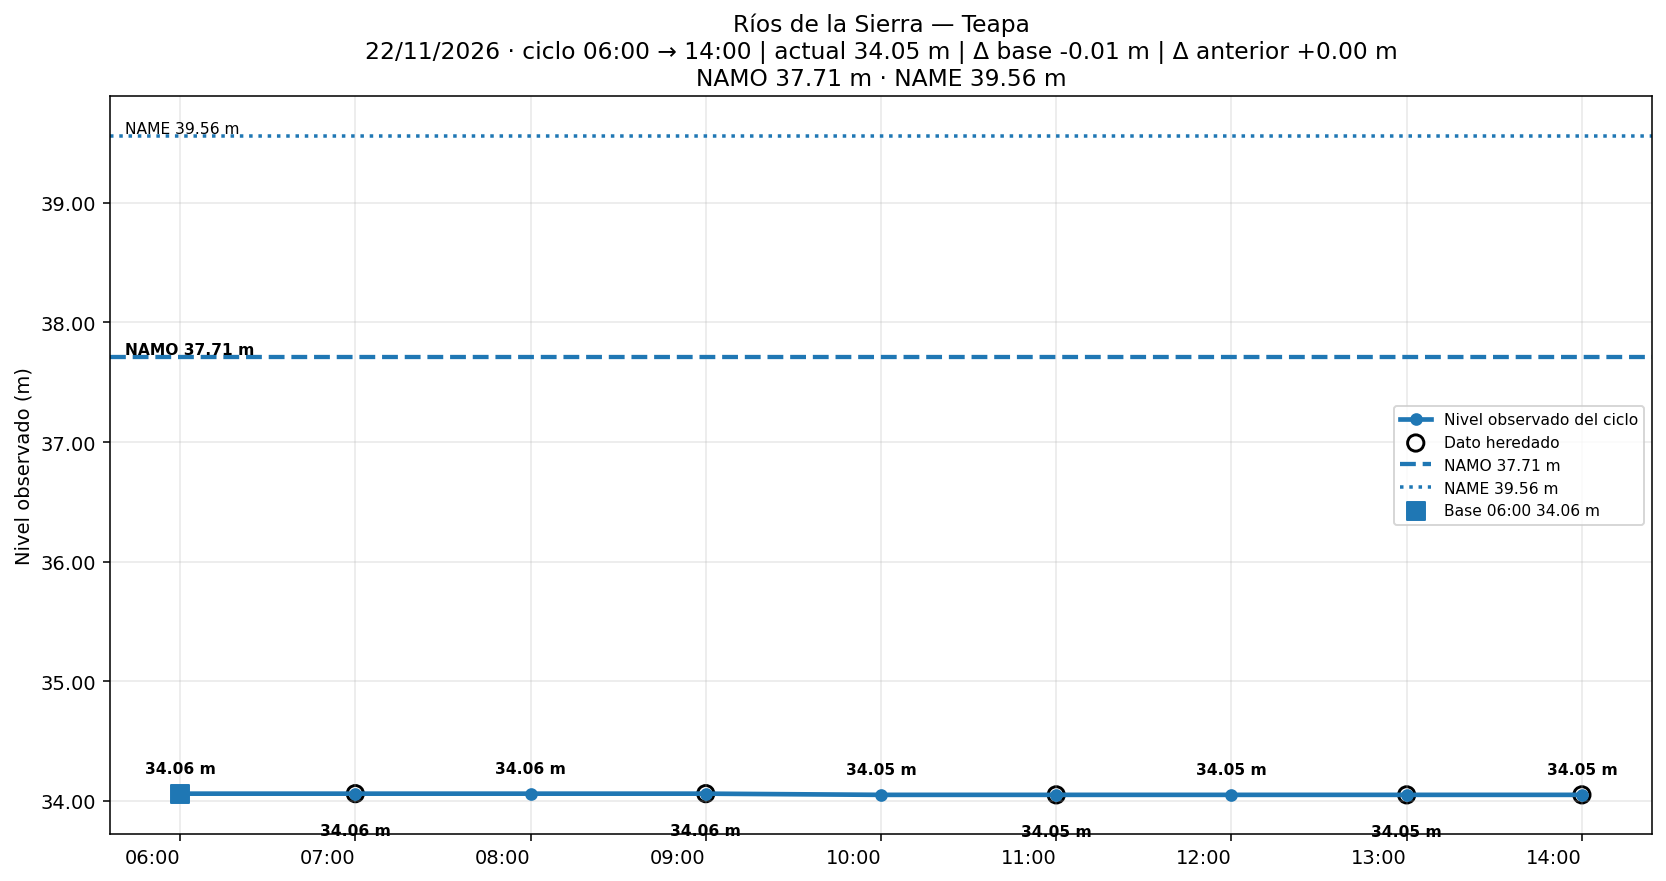 Ríos de la Sierra — Teapa
22/11/2026 · ciclo 06:00 → 14:00 | actual 34.05 m | Δ base -0.01 m | Δ anterior +0.00 m
NAMO 37.71 m · NAME 39.56 m
NAME 39.56 m
39.00
38.00
NAMO 37.71 m
37.00
36.00
35.00
34.00
Nivel observado (m)
Nivel observado del ciclo
Dato heredado
NAMO 37.71 m
NAME 39.56 m
Base 06:00 34.06 m
34.06 m
34.06 m
34.05 m
34.05 m
34.05 m
34.06 m
34.06 m
34.05 m
34.05 m
06:00
07:00
08:00
09:00
10:00
11:00
12:00
13:00
14:00